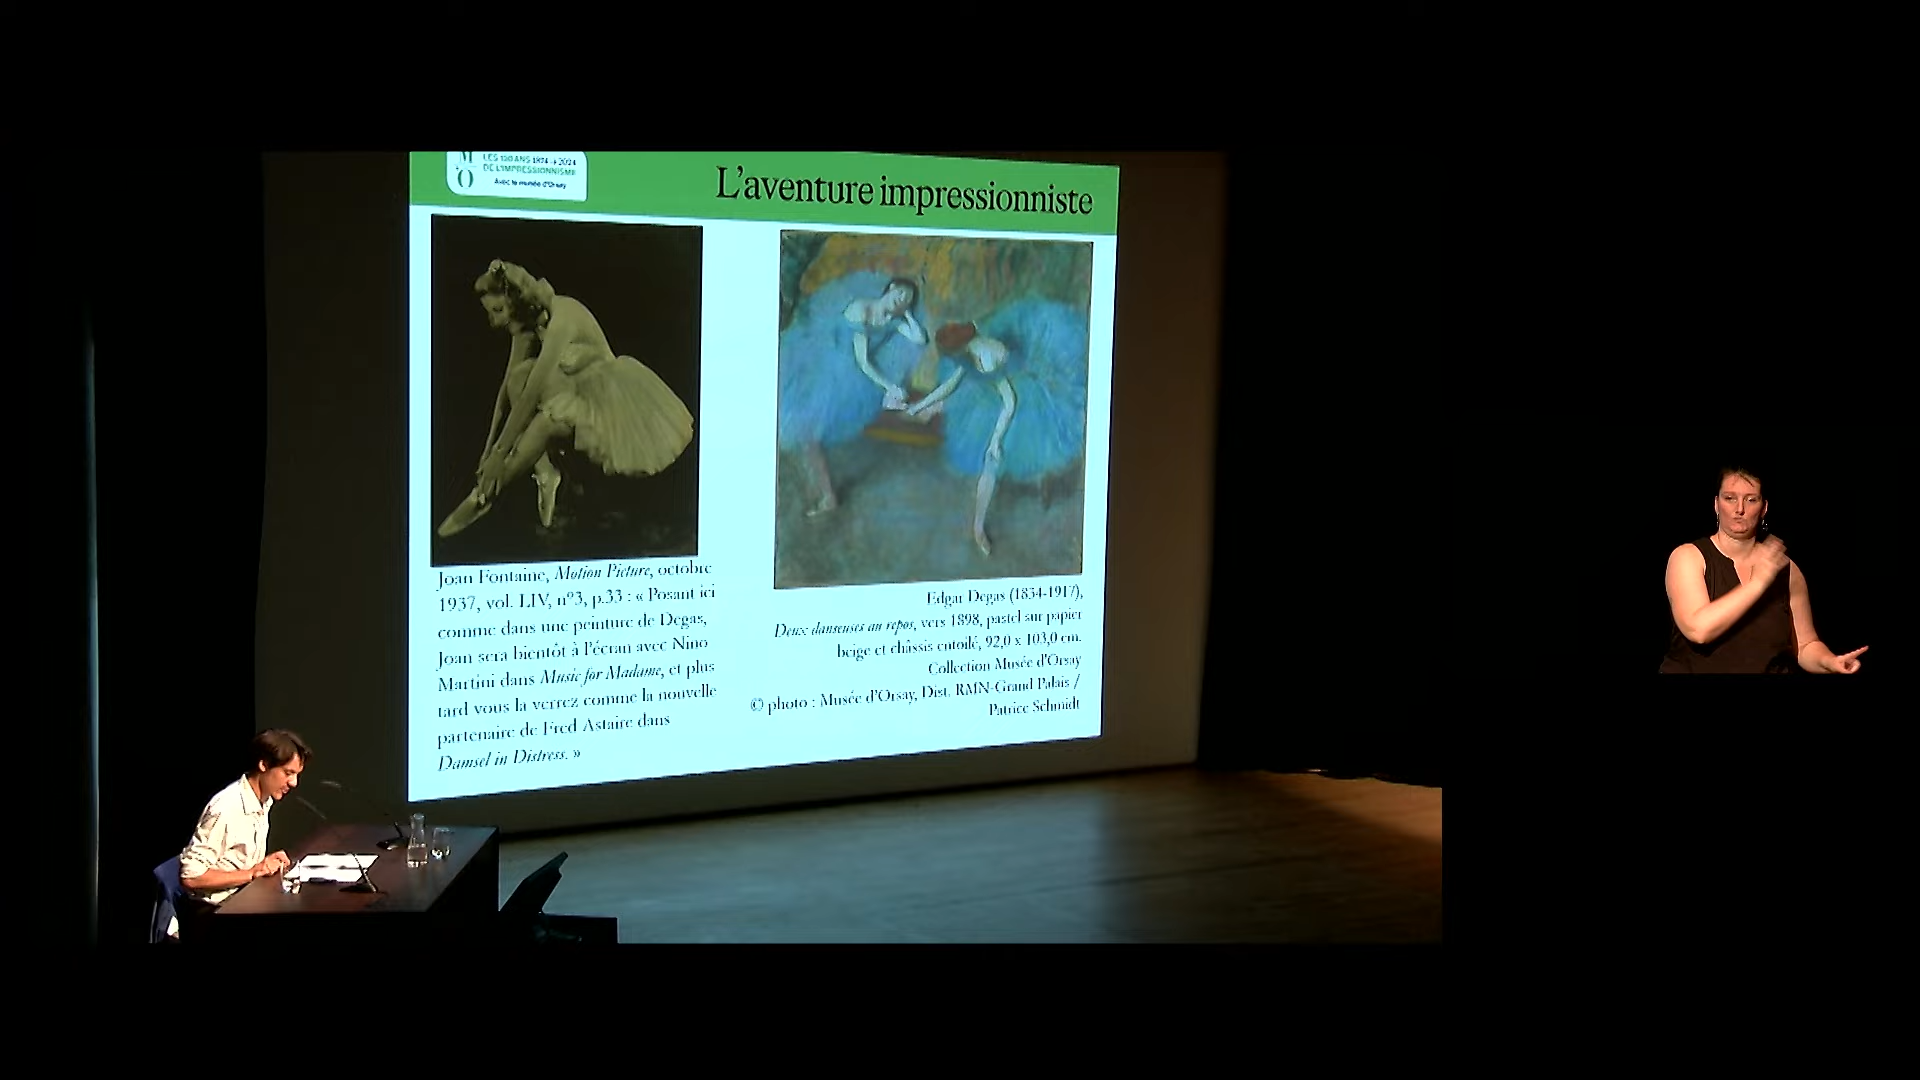 M
O
LES 150 ANS 1874 → 2024
DE L'IMPRESSIONNISME
Avec le musée d'Orsay
L'aventure impressionniste
Joan Fontaine, Motion Picture, octobre
1937, vol. LIV, n°3, p.33 : « Posant ici
comme dans une peinture de Degas,
Joan sera bientôt à l'écran avec Nino
Martini dans Music for Madame, et plus
tard vous la verrez comme la nouvelle
partenaire de Fred Astaire dans
Damsel in Distress. »
Edgar Degas (1834-1917),
Deux danseuses au repos, vers 1898, pastel sur papier
beige et châssis entoilé, 92,0 x 103,0 cm.
Collection Musée d'Orsay
© photo : Musée d'Orsay, Dist. RMN-Grand Palais /
Patrice Schmidt